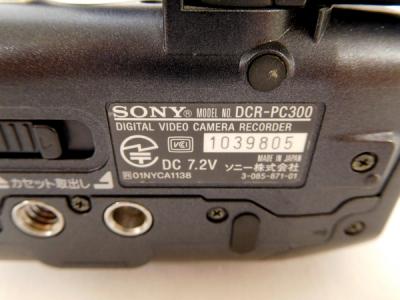 SONY® MODEL NO. DCR-PC300
DIGITAL VIDEO CAMERA RECORDER
VCI 1039805
DC 7.2V MADE IN JAPAN
ソニー株式会社
R 01NYCA1138 3-085-871-01
カセット取出し